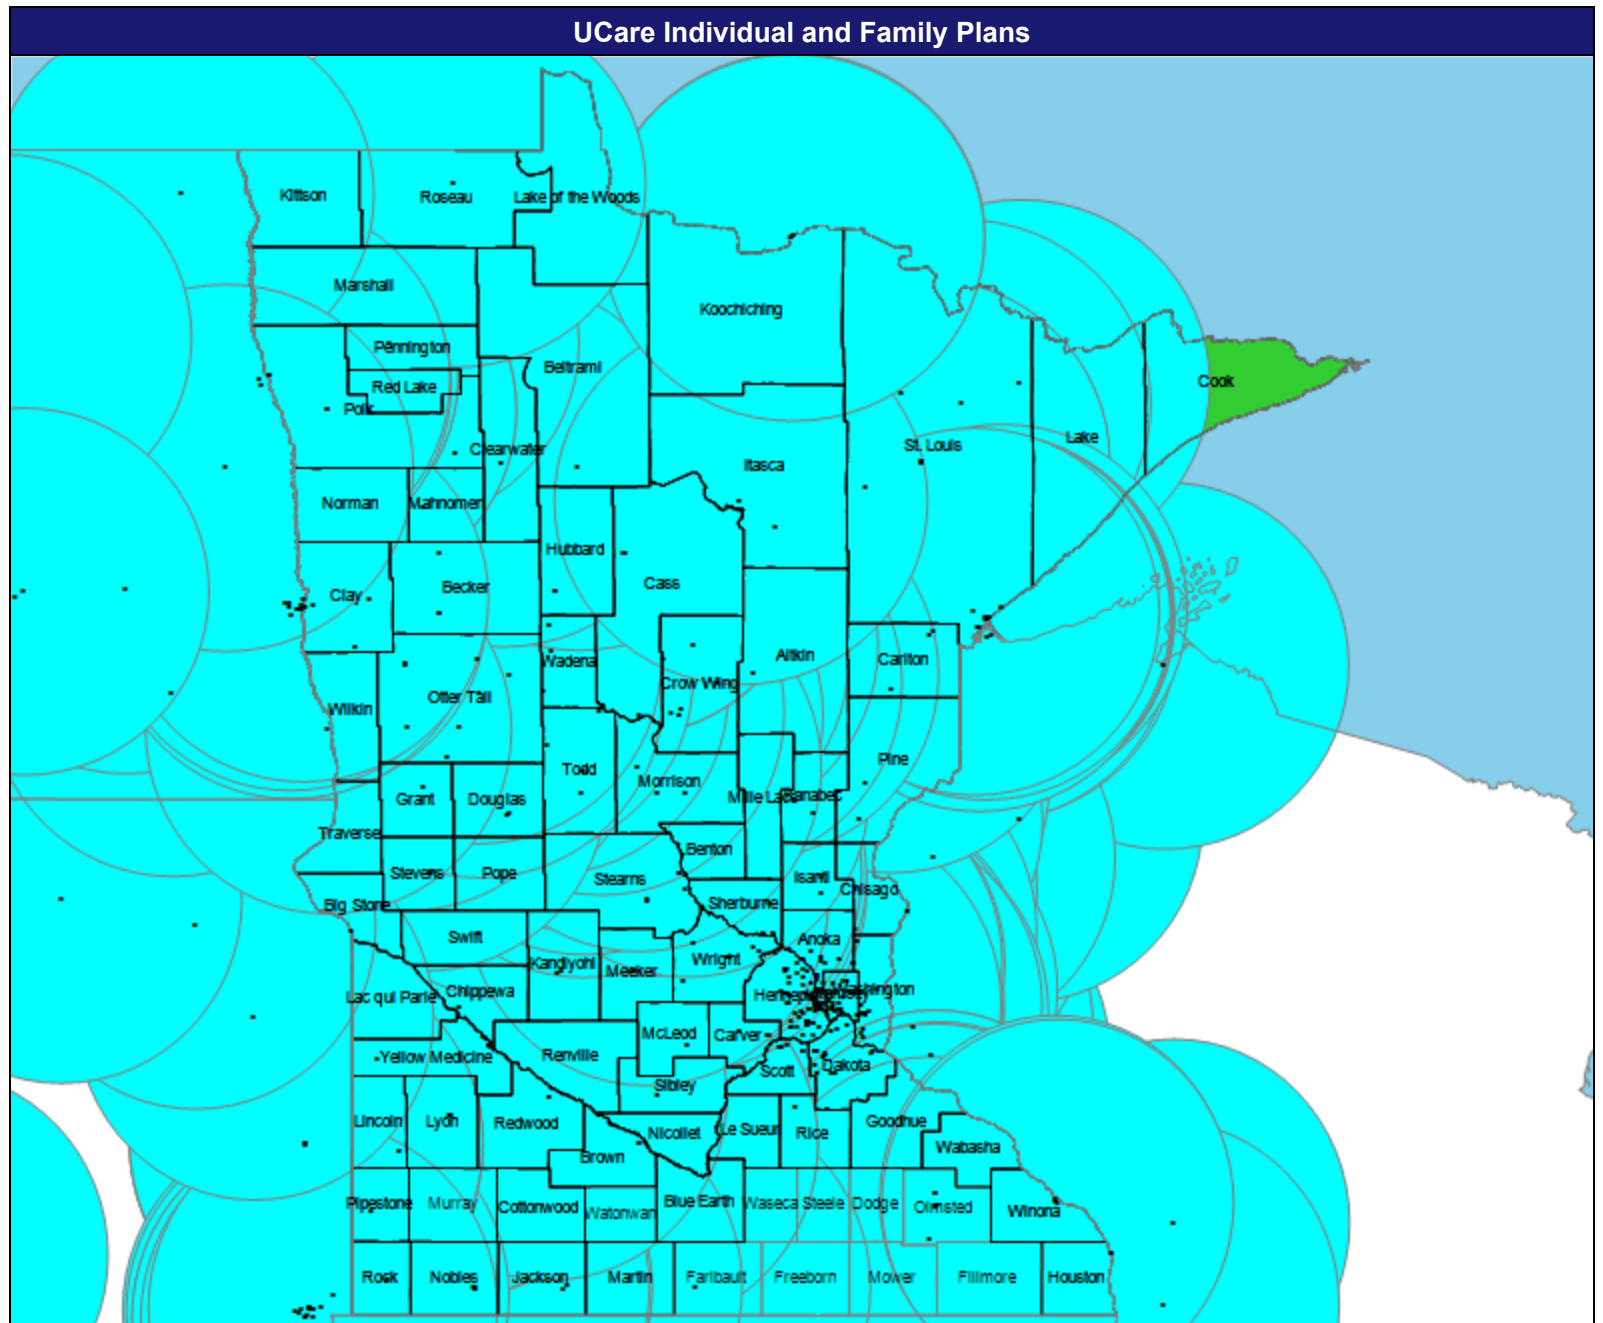 UCare Individual and Family Plans
Kittson
Roseau
Lake of the Woods
Marshall
Koochiching
Pennington
Beltrami
Red Lake
Cook
Polk
Lake
St. Louis
Clearwater
Itasca
Norman
Mahnomen
Hubbard
Cass
Becker
Clay
Aitkin
Carlton
Wadena
Crow Wing
Otter Tail
Wilkin
Pine
Todd
Morrison
Mille Lacs
Kanabec
Grant
Douglas
Traverse
Benton
Stevens
Pope
Stearns
Isanti
Chisago
Big Stone
Sherburne
Swift
Anoka
Kandiyohi
Meeker
Wright
Lac qui Parle
Chippewa
Washington
McLeod
Carver
Yellow Medicine
Renville
Scott
Dakota
Sibley
Lincoln
Lyon
Redwood
Nicollet
Le Sueur
Rice
Goodhue
Wabasha
Brown
Pipestone
Murray
Cottonwood
Watonwan
Blue Earth
Waseca
Steele
Dodge
Olmsted
Winona
Rock
Nobles
Jackson
Martin
Faribault
Freeborn
Mower
Fillmore
Houston